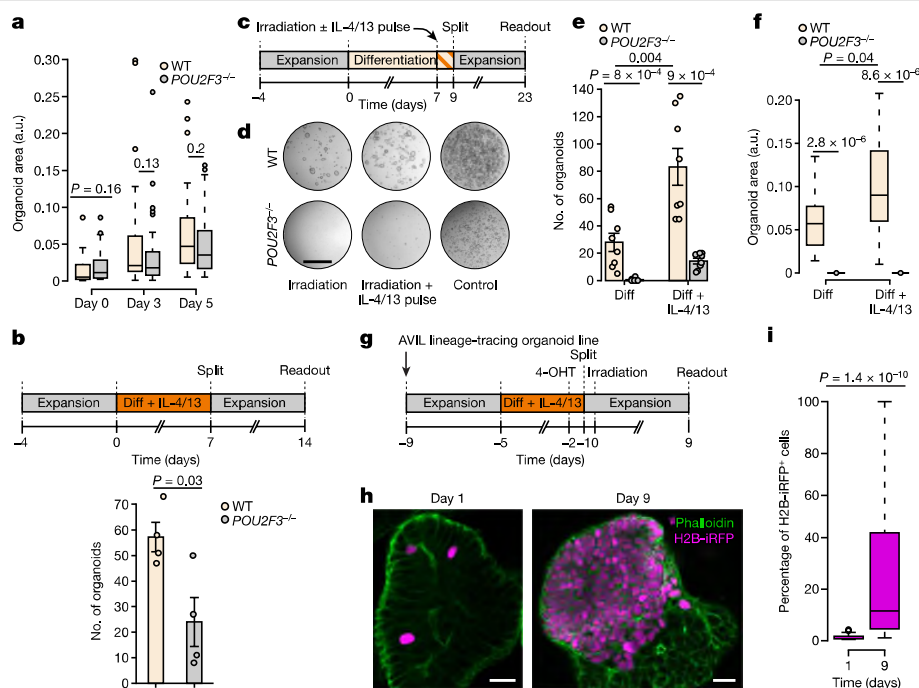 a
WT
POU2F3–/–
Organoid area (a.u.)
0.30
0.25
0.20
0.15
0.10
0.05
0
P = 0.16
0.13
0.2
Day 0
Day 3
Day 5
c
Irradiation ± IL-4/13 pulse
Split
Readout
Expansion
Differentiation
Expansion
–4
0
7
9
23
Time (days)
d
WT
POU2F3–/–
Irradiation
Irradiation +
IL-4/13 pulse
Control
e
WT
POU2F3–/–
0.004
P = 8 × 10–4
9 × 10–4
No. of organoids
140
120
100
80
60
40
20
0
Diff
Diff +
IL-4/13
f
WT
POU2F3–/–
P = 0.04
8.6 × 10–6
2.8 × 10–6
Organoid area (a.u.)
0.20
0.15
0.10
0.05
0
Diff
Diff +
IL-4/13
b
Split
Readout
Expansion
Diff + IL-4/13
Expansion
–4
0
7
14
Time (days)
P = 0.03
WT
POU2F3–/–
No. of organoids
70
60
50
40
30
20
10
0
g
AVIL lineage-tracing organoid line
Split
4-OHT
Irradiation
Readout
Expansion
Diff + IL-4/13
Expansion
–9
–5
–2
–1 0
9
Time (days)
h
Day 1
Day 9
Phalloidin
H2B-iRFP
i
P = 1.4 × 10–10
Percentage of H2B-iRFP+ cells
100
80
60
40
20
0
1
9
Time (days)